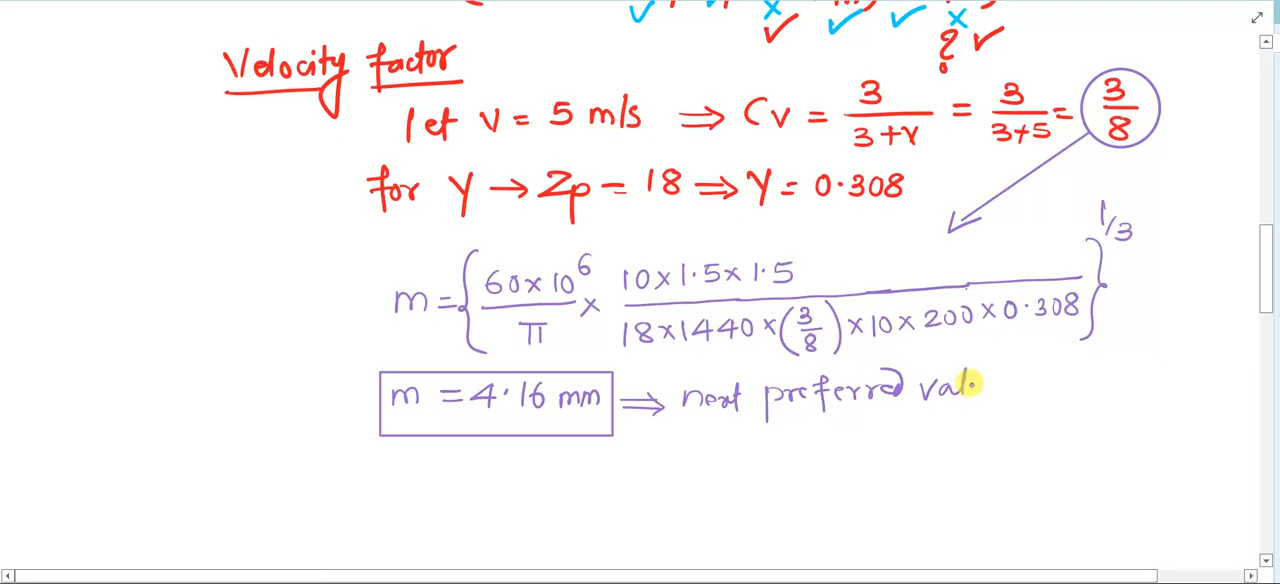 Velocity factor
let v = 5 m/s ⇒ Cv = 3/(3+v) = 3/(3+5) = 3/8
for Y → Zp = 18 ⇒ Y = 0.308
m = { 60×10^6/π × (10×1.5×1.5)/(18×1440×(3/8)×10×200×0.308) }^1/3
m = 4.16 mm ⇒ next preferred val